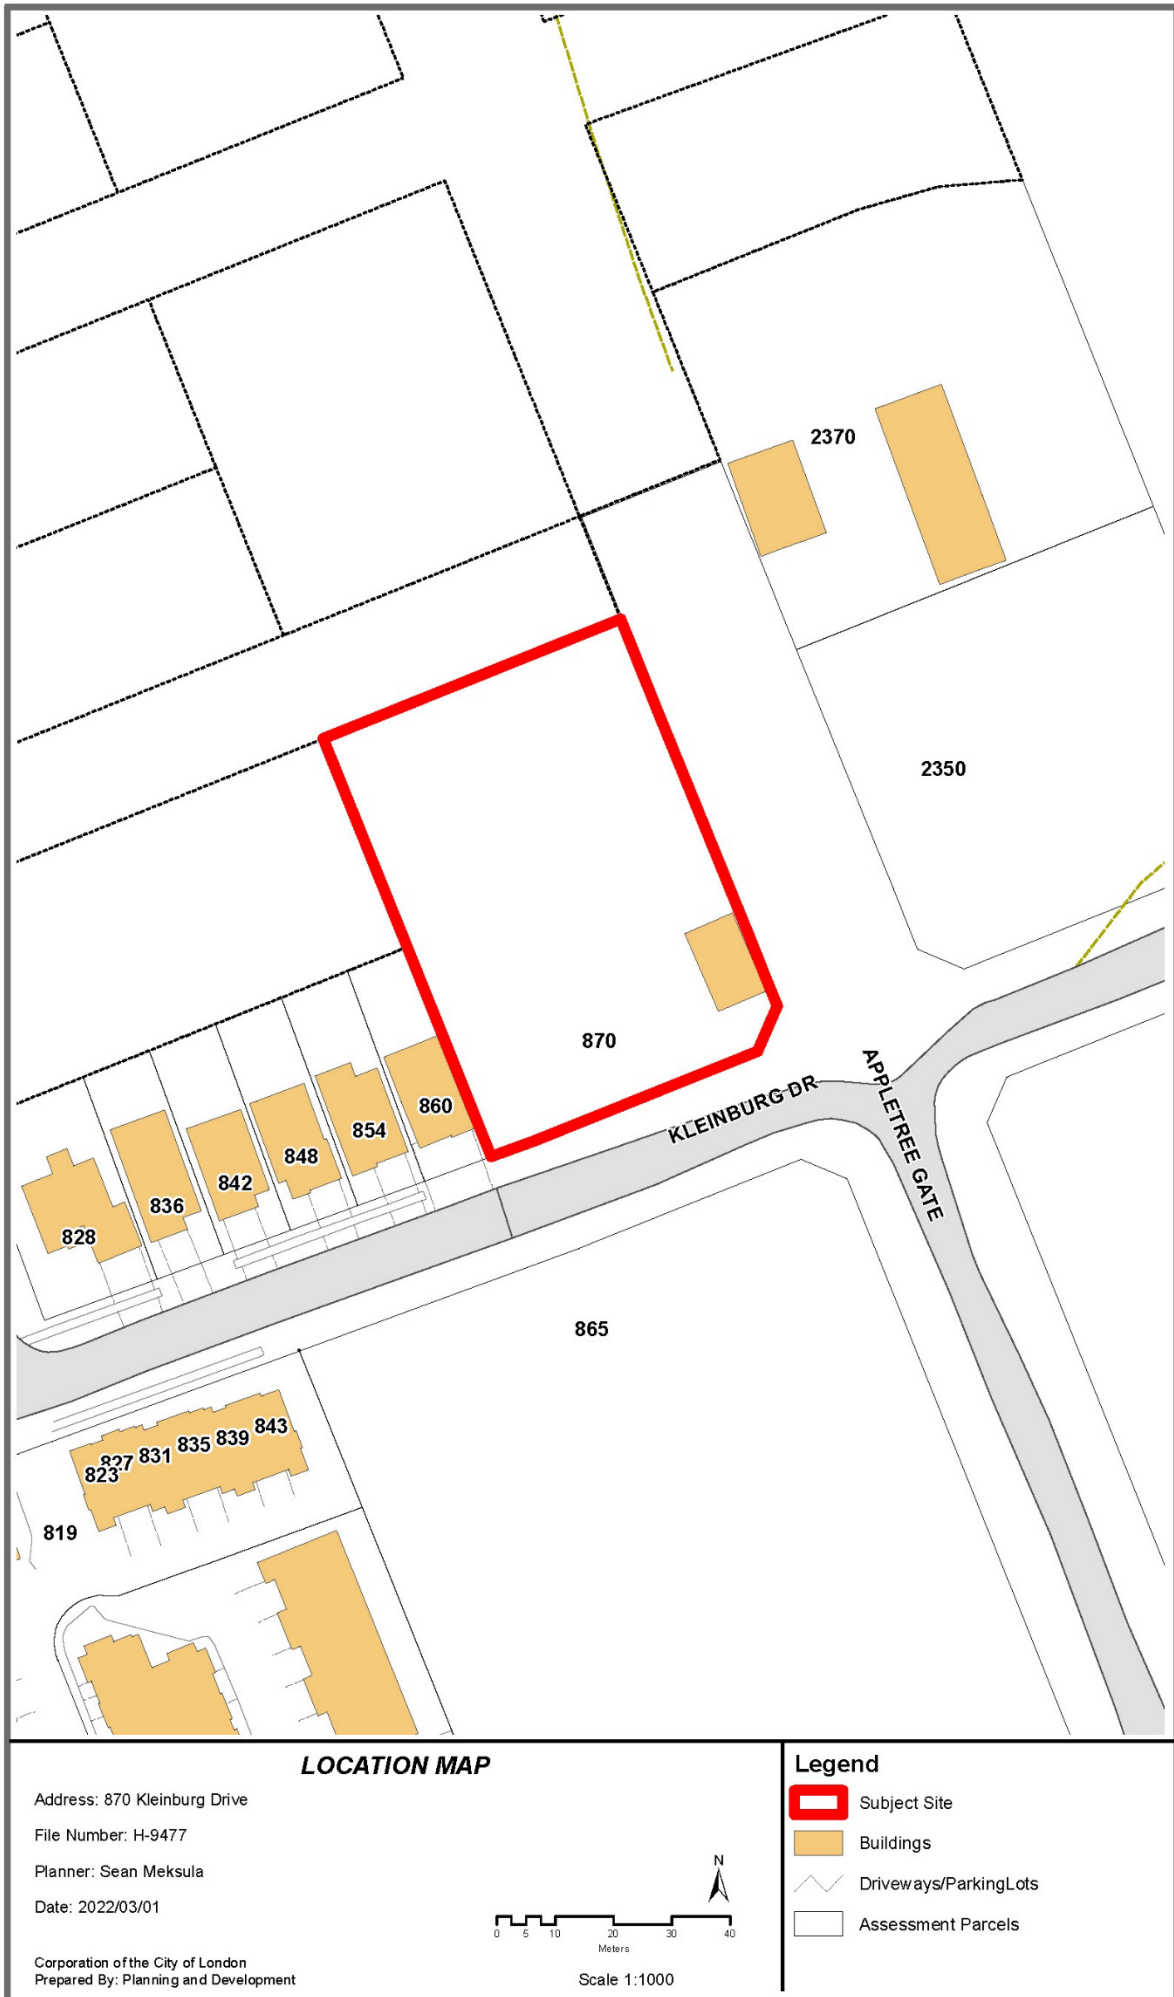 2370
2350
870
KLEINBURG DR
APPLETREE GATE
860
854
848
842
836
828
865
843
839
835
831
827
823
819
LOCATION MAP
Address: 870 Kleinburg Drive
File Number: H-9477
Planner: Sean Meksula
Date: 2022/03/01
Corporation of the City of London
Prepared By: Planning and Development
N
0 5 10 20 30 40
Meters
Scale 1:1000
Legend
Subject Site
Buildings
Driveways/ParkingLots
Assessment Parcels